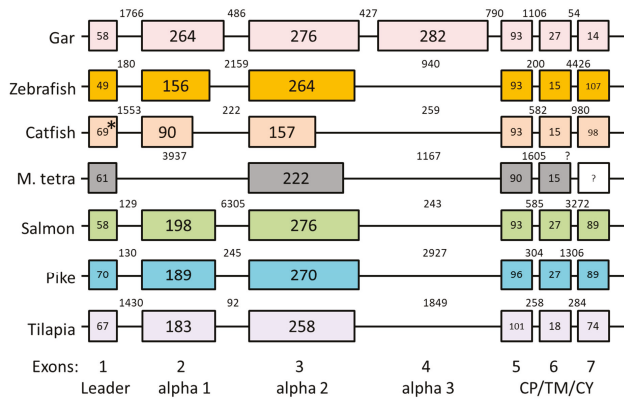 1766 486 427 790 1106 54
Gar 58 264 276 282 93 27 14
180 2159 940 200 4426
Zebrafish 49 156 264 93 15 107
1553 222 259 582 980
Catfish 69* 90 157 93 15 98
3937 1167 1605 ?
M. tetra 61 222 90 15 ?
129 6305 243 585 3272
Salmon 58 198 276 93 27 89
130 245 2927 304 1306
Pike 70 189 270 96 27 89
1430 92 1849 258 284
Tilapia 67 183 258 101 18 74
Exons: 1 2 3 4 5 6 7
Leader alpha 1 alpha 2 alpha 3 CP/TM/CY